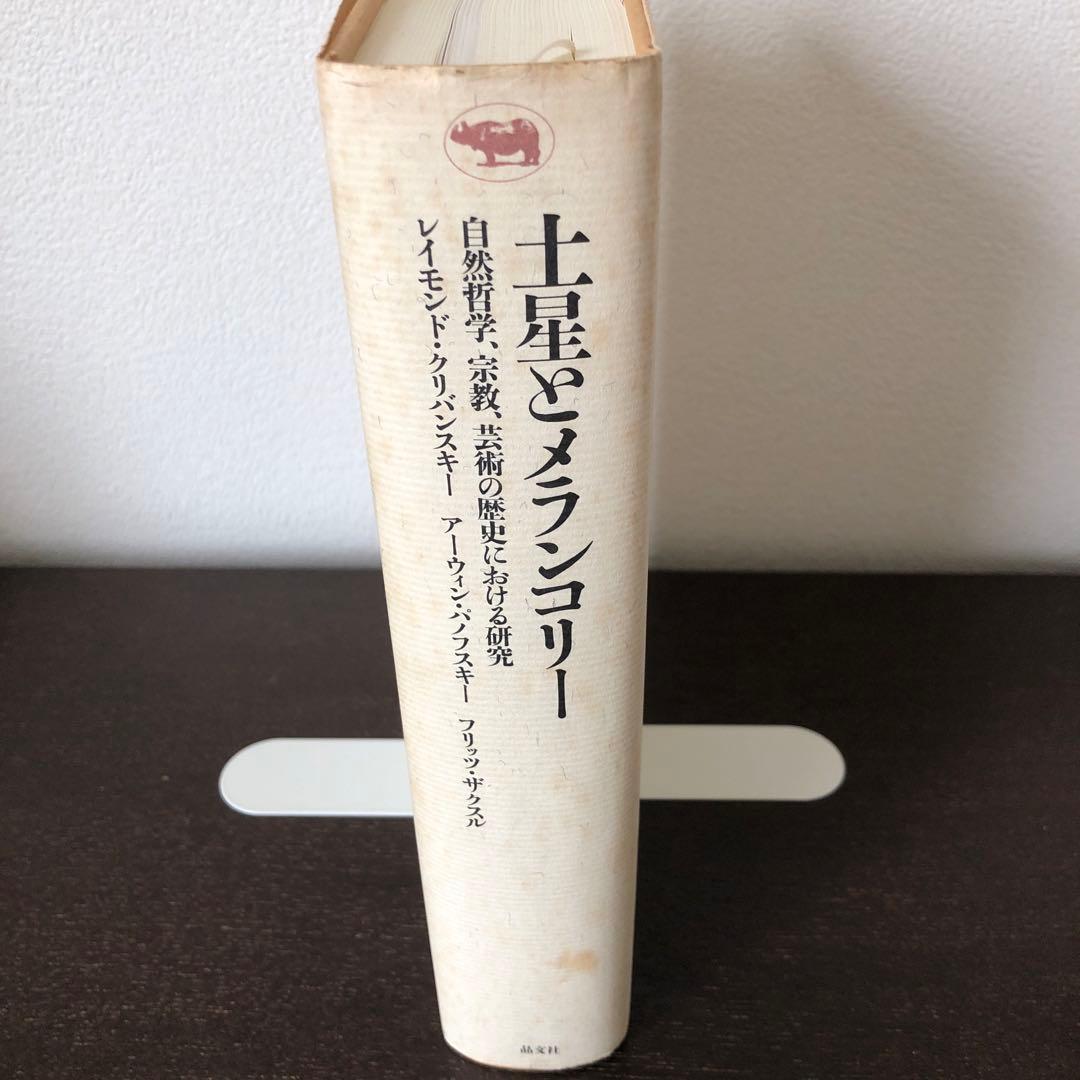 土星とメランコリー
自然哲学、宗教、芸術の歴史における研究
レイモンド・クリバンスキー アーウィン・パノフスキー フリッツ・ザクスル
晶文社